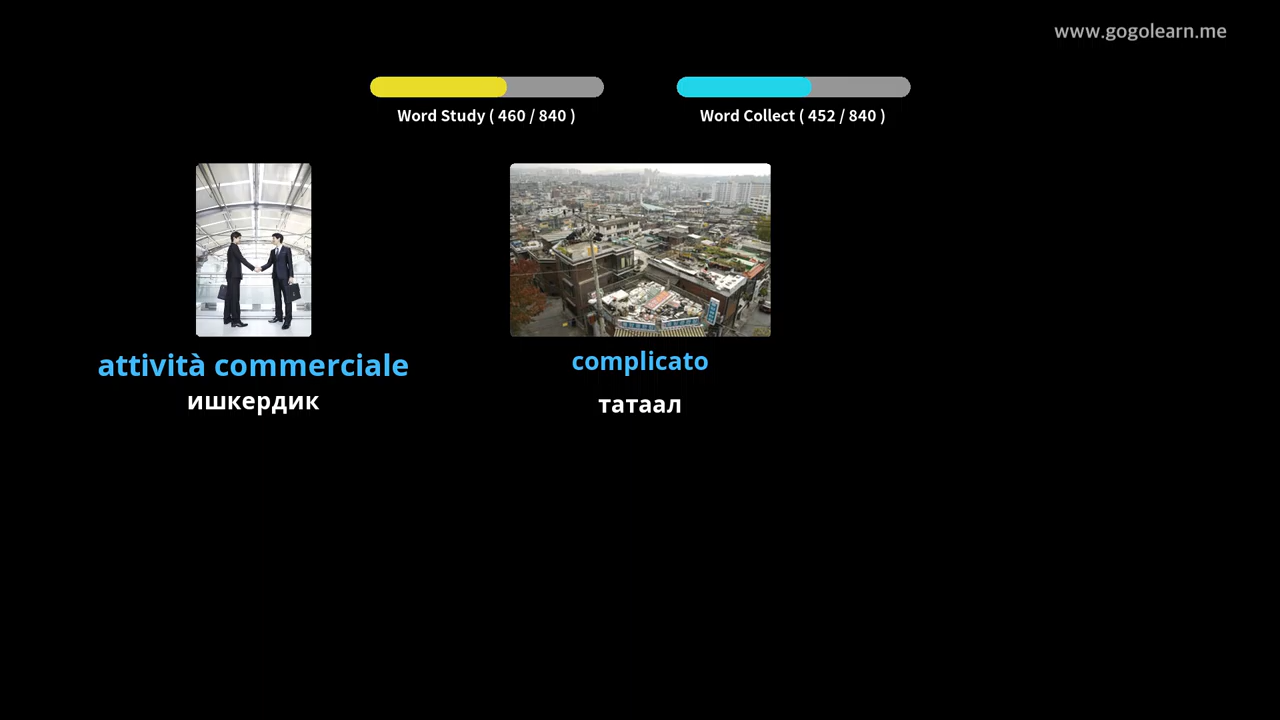 www.gogolearn.me
Word Study ( 460 / 840 )
Word Collect ( 452 / 840 )
attività commerciale
ишкердик
complicato
татаал